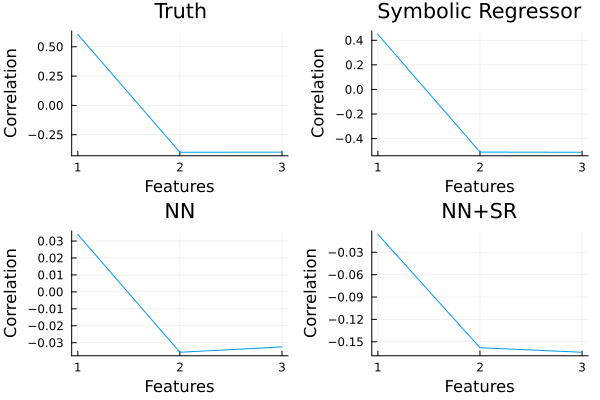 Truth
Correlation
0.50
0.25
0.00
−0.25
1 2 3
Features
Symbolic Regressor
Correlation
0.4
0.2
0.0
−0.2
−0.4
1 2 3
Features
NN
Correlation
0.03
0.02
0.01
0.00
−0.01
−0.02
−0.03
1 2 3
Features
NN+SR
Correlation
−0.03
−0.06
−0.09
−0.12
−0.15
1 2 3
Features